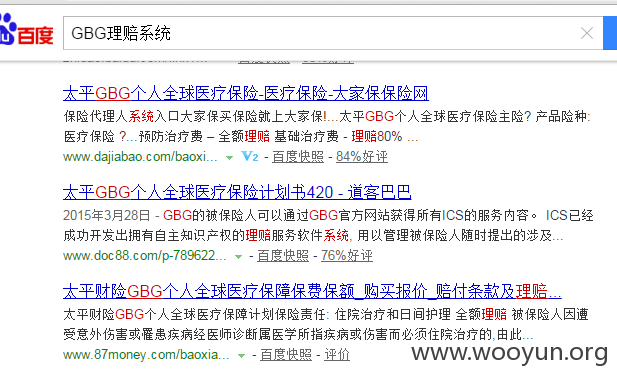 百度
GBG理赔系统
太平GBG个人全球医疗保险-医疗保险-大家保保险网
保险代理人系统入口大家保买保险就上大家保!...太平GBG个人全球医疗保险主险? 产品险种:
医疗保险 ?...预防治疗费 – 全额理赔 基础治疗费 - 理赔80% ...
www.dajiabao.com/baoxi... V2 - 百度快照 - 84%好评
太平GBG个人全球医疗保险计划书420 - 道客巴巴
2015年3月28日 - GBG的被保险人可以通过GBG官方网站获得所有ICS的服务内容。 ICS已经
成功开发出拥有自主知识产权的理赔服务软件系统, 用以管理被保险人随时提出的涉及...
www.doc88.com/p-789622... - 百度快照 - 76%好评
太平财险GBG个人全球医疗保障保费保额_购买报价_赔付条款及理赔...
太平财险GBG个人全球医疗保障计划保险责任: 住院治疗和日间护理 全额理赔 被保险人因遭
受意外伤害或罹患疾病经医师诊断属医学所指疾病或伤害而必须住院治疗的,由此...
www.87money.com/baoxia... - 百度快照 - 评价
www.wooyun.org